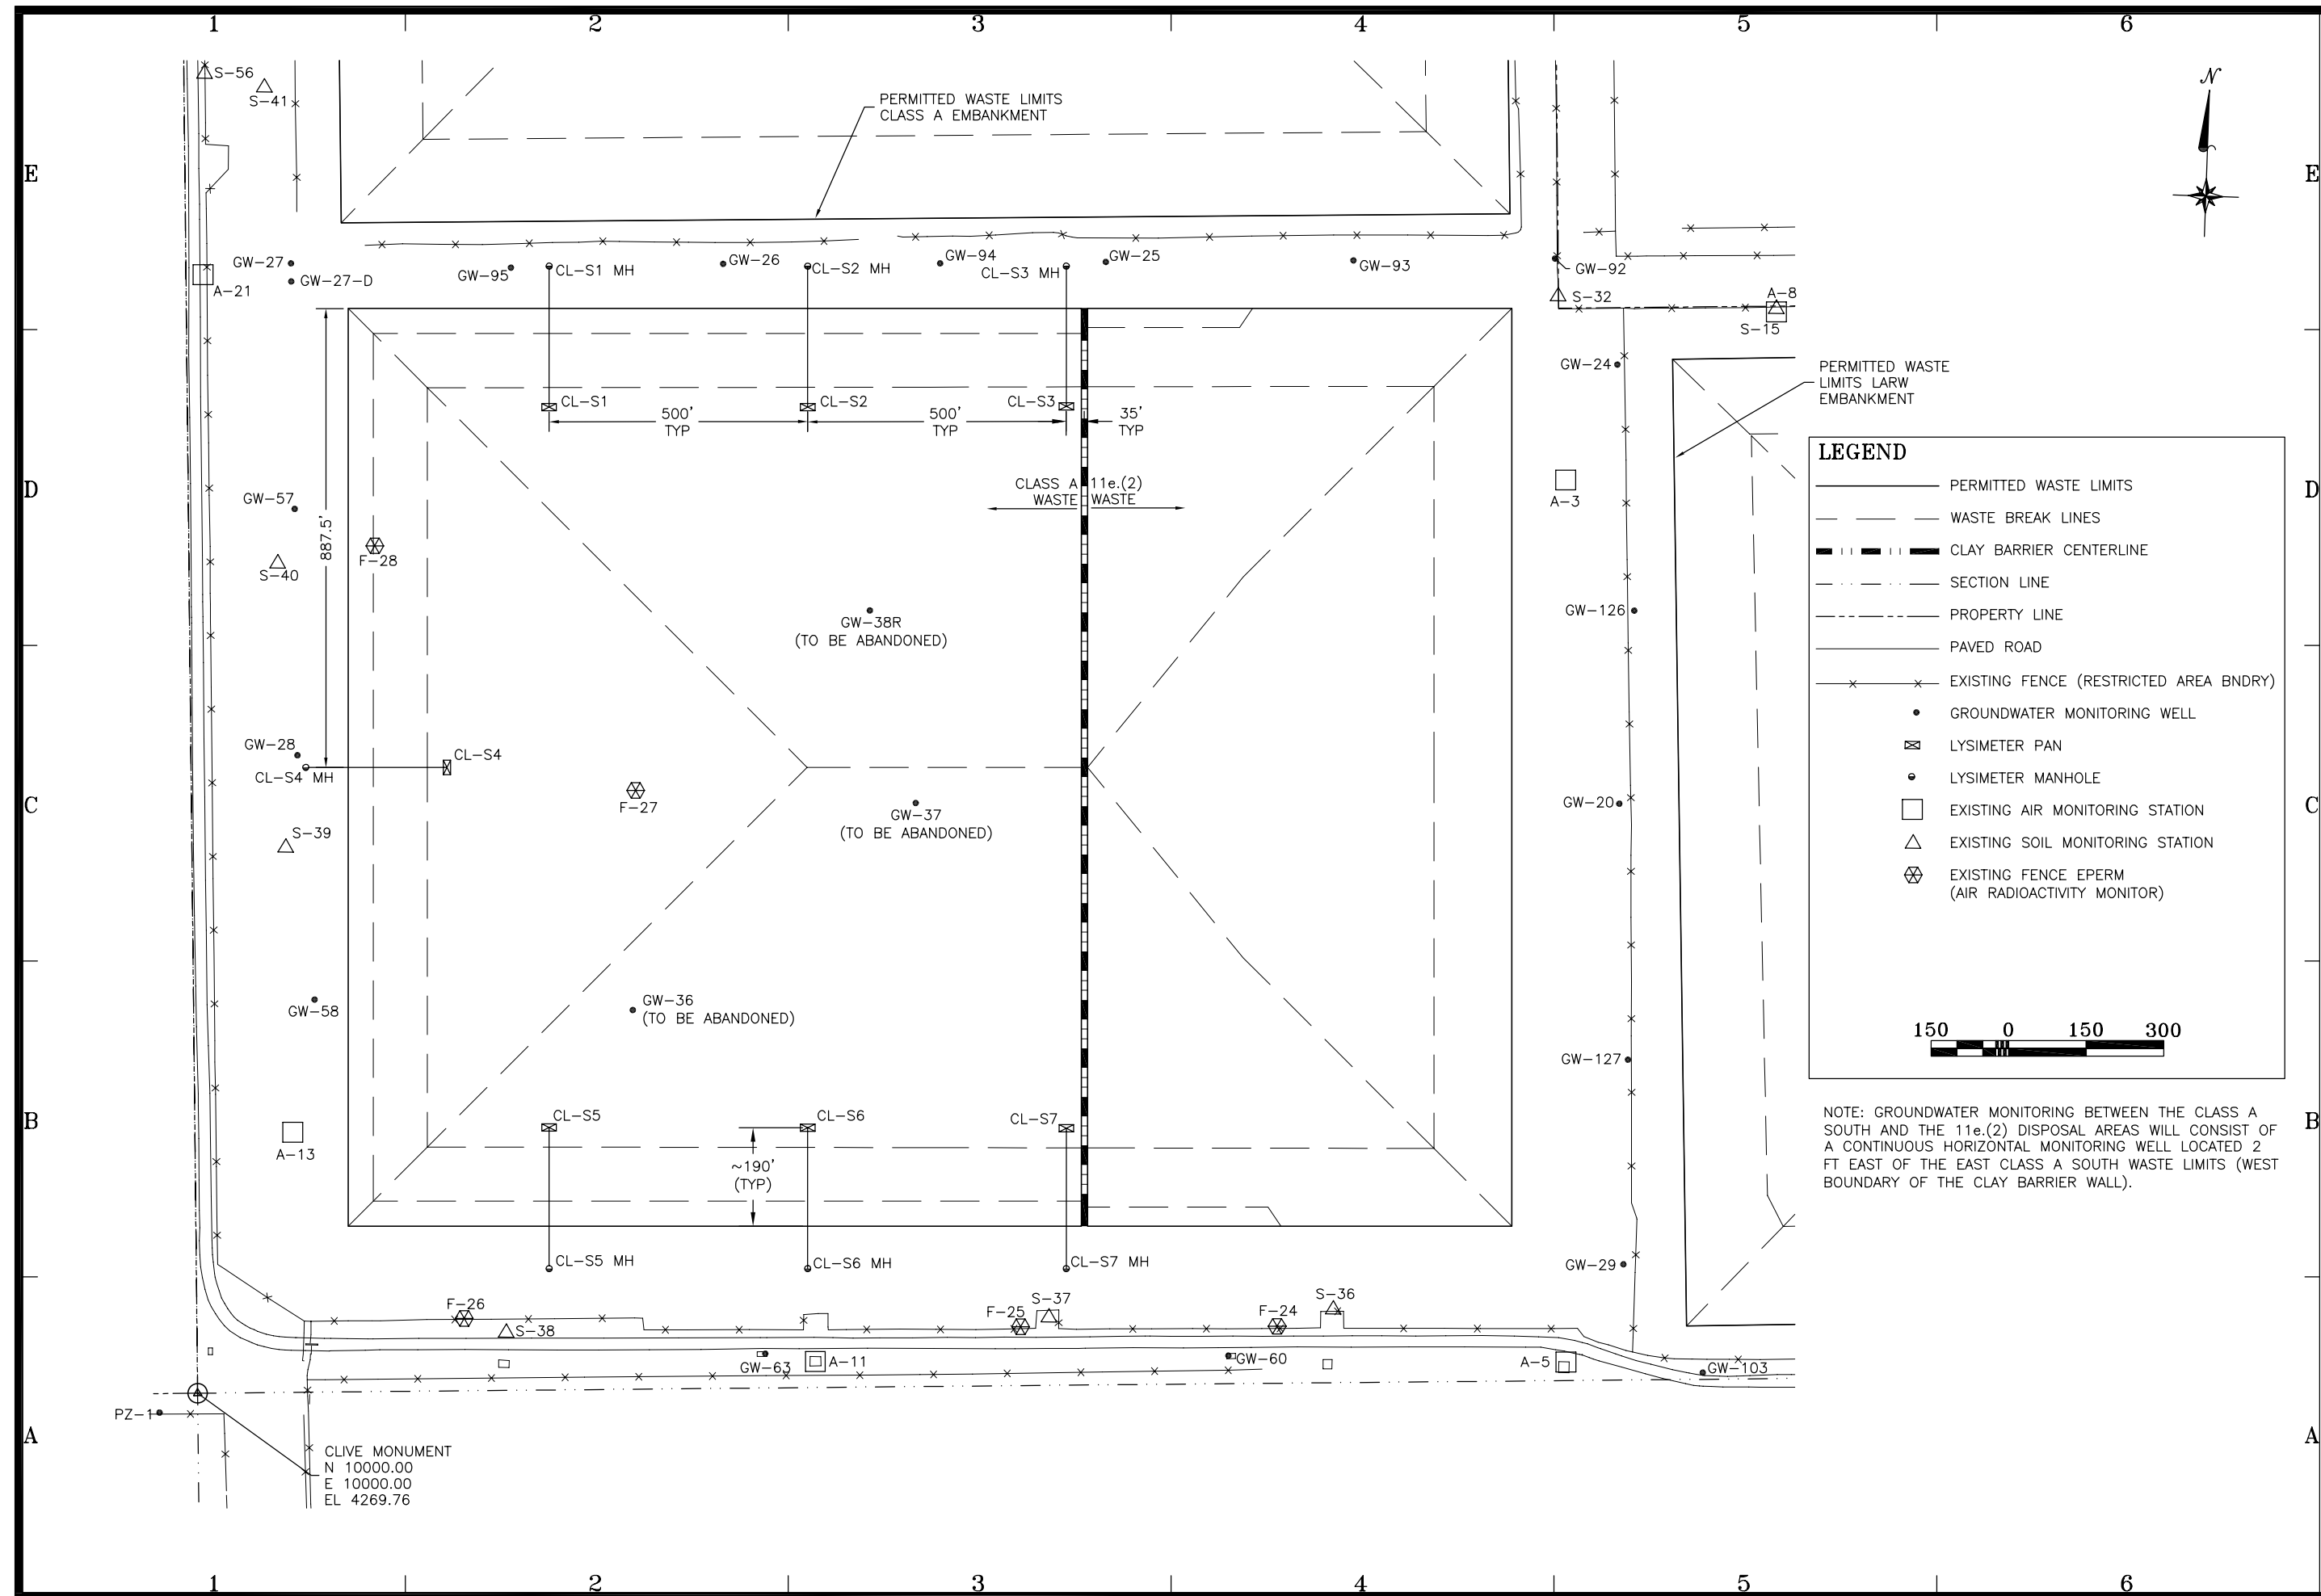 1 2 3 4 5 6
S-56
S-41
PERMITTED WASTE LIMITS
CLASS A EMBANKMENT
N
E E
GW-27
GW-27-D
A-21
GW-95
CL-S1 MH
GW-26
CL-S2 MH
GW-94
CL-S3 MH
GW-25
GW-93
GW-92
S-32
A-8
S-15
GW-24
PERMITTED WASTE
LIMITS LARW
EMBANKMENT
CL-S1
CL-S2
CL-S3
500'
TYP
500'
TYP
35'
TYP
D D
CLASS A
WASTE
11e.(2)
WASTE
A-3
GW-57
887.5'
F-28
S-40
GW-38R
(TO BE ABANDONED)
GW-126
LEGEND
PERMITTED WASTE LIMITS
WASTE BREAK LINES
CLAY BARRIER CENTERLINE
SECTION LINE
PROPERTY LINE
PAVED ROAD
EXISTING FENCE (RESTRICTED AREA BNDRY)
GROUNDWATER MONITORING WELL
LYSIMETER PAN
LYSIMETER MANHOLE
EXISTING AIR MONITORING STATION
EXISTING SOIL MONITORING STATION
EXISTING FENCE EPERM
(AIR RADIOACTIVITY MONITOR)
150 0 150 300
GW-28
CL-S4 MH
CL-S4
C C
F-27
GW-37
(TO BE ABANDONED)
GW-20
S-39
GW-58
GW-36
(TO BE ABANDONED)
GW-127
B B
CL-S5
CL-S6
CL-S7
A-13
~190'
(TYP)
NOTE: GROUNDWATER MONITORING BETWEEN THE CLASS A
SOUTH AND THE 11e.(2) DISPOSAL AREAS WILL CONSIST OF
A CONTINUOUS HORIZONTAL MONITORING WELL LOCATED 2
FT EAST OF THE EAST CLASS A SOUTH WASTE LIMITS (WEST
BOUNDARY OF THE CLAY BARRIER WALL).
CL-S5 MH
CL-S6 MH
CL-S7 MH
GW-29
F-26
S-38
F-25
S-37
F-24
S-36
GW-63
A-11
GW-60
A-5
GW-103
PZ-1
A A
CLIVE MONUMENT
N 10000.00
E 10000.00
EL 4269.76
1 2 3 4 5 6